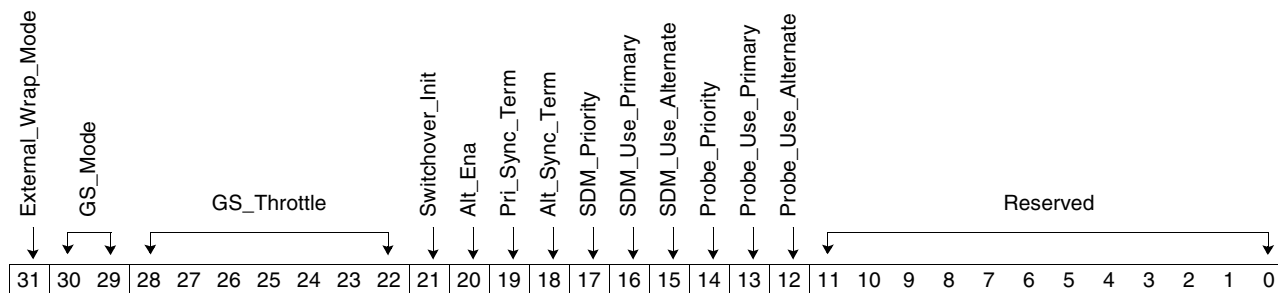 External_Wrap_Mode
GS_Mode
GS_Throttle
Switchover_Init
Alt_Ena
Pri_Sync_Term
Alt_Sync_Term
SDM_Priority
SDM_Use_Primary
SDM_Use_Alternate
Probe_Priority
Probe_Use_Primary
Probe_Use_Alternate
Reserved
31 30 29 28 27 26 25 24 23 22 21 20 19 18 17 16 15 14 13 12 11 10 9 8 7 6 5 4 3 2 1 0